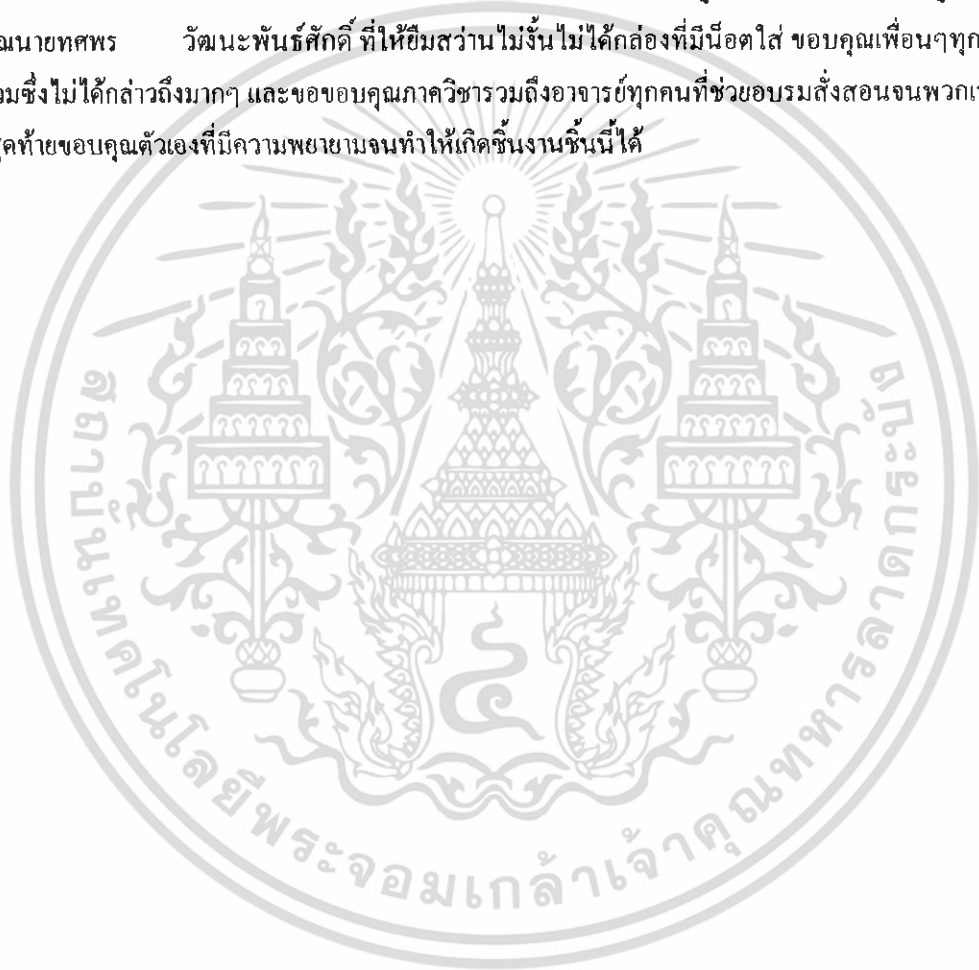 ณนายทศพร วัฒนะพันธ์ศักดิ์ ที่ให้ยืมสว่านไม่งั้นไม่ได้กล่องที่มีน็อตใส่ ขอบคุณเพื่อนๆทุก
วมซึ่งไม่ได้กล่าวถึงมากๆ และขอขอบคุณภาควิชารวมถึงอาจารย์ทุกคนที่ช่วยอบรมสั่งสอนจนพวกเร
สุดท้ายขอบคุณตัวเองที่มีความพยายามจนทำให้เกิดชิ้นงานชิ้นนี้ได้
สถาบันเทคโนโลยีพระจอมเกล้าเจ้าคุณทหารลาดกระบัง
๔